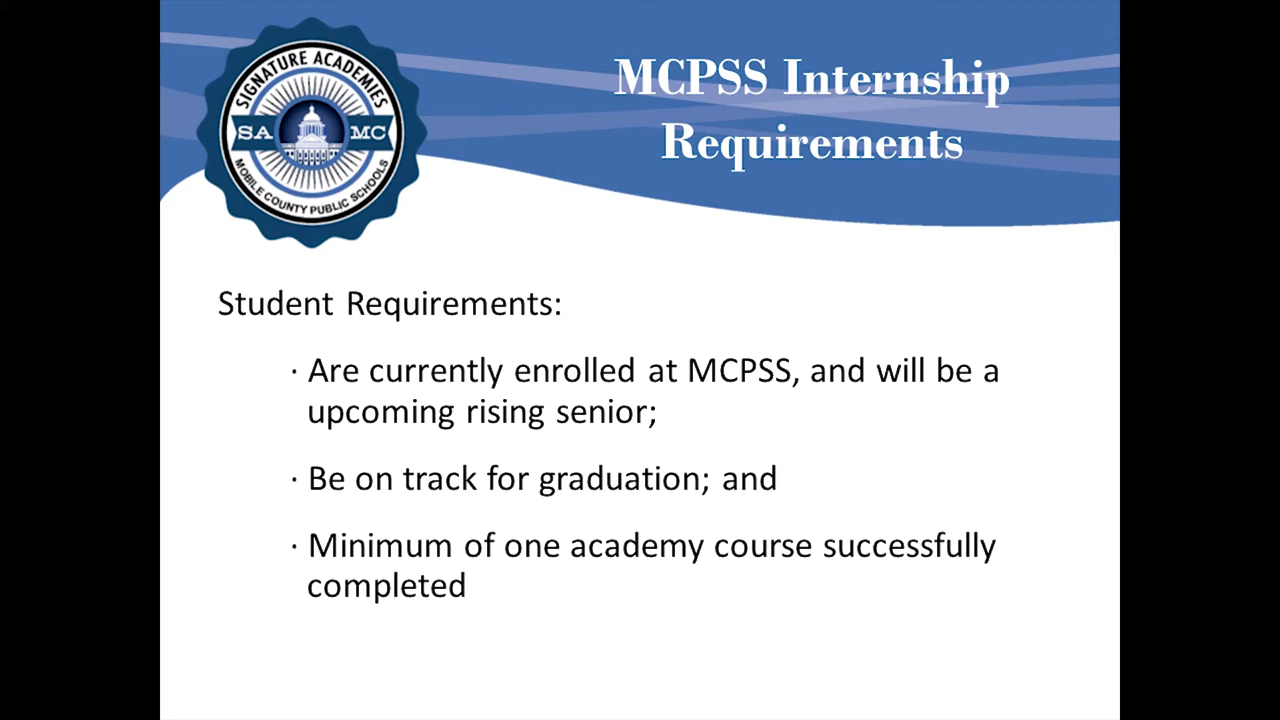 SIGNATURE ACADEMIES
SA MC
MOBILE COUNTY PUBLIC SCHOOLS
MCPSS Internship
Requirements
Student Requirements:
· Are currently enrolled at MCPSS, and will be a
upcoming rising senior;
· Be on track for graduation; and
· Minimum of one academy course successfully
completed